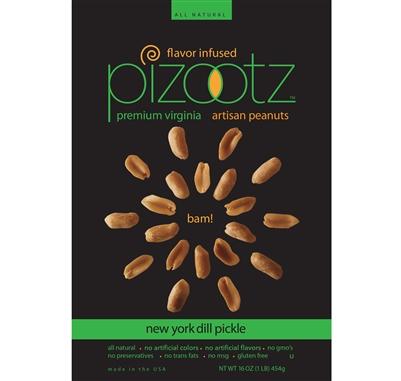 ALL NATURAL
flavor infused
pizootz™
premium virginia artisan peanuts
bam!
new york dill pickle
all natural • no artificial colors • no artificial flavors • no gmo's
no preservatives • no trans fats • no msg • gluten free U
made in the USA NT WT 16 OZ (1 LB) 454g